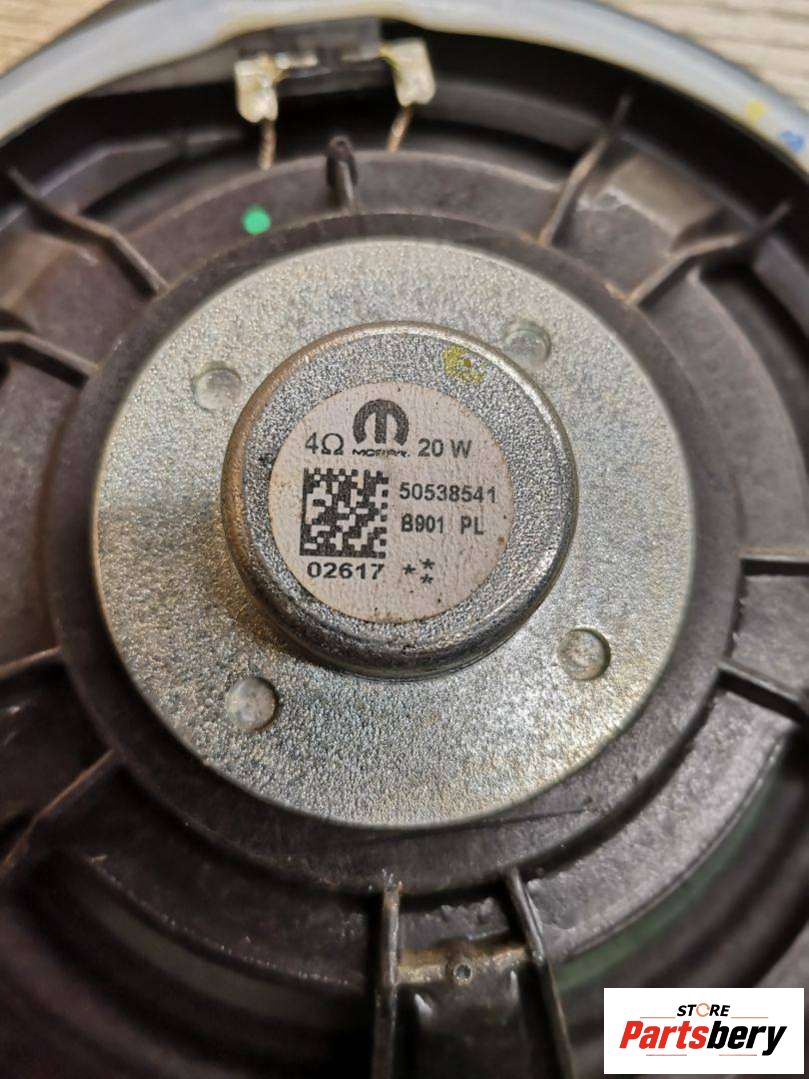 4Ω MOPAR. 20 W
50538541
B901 PL
02617 ***
STORE
Partsbery